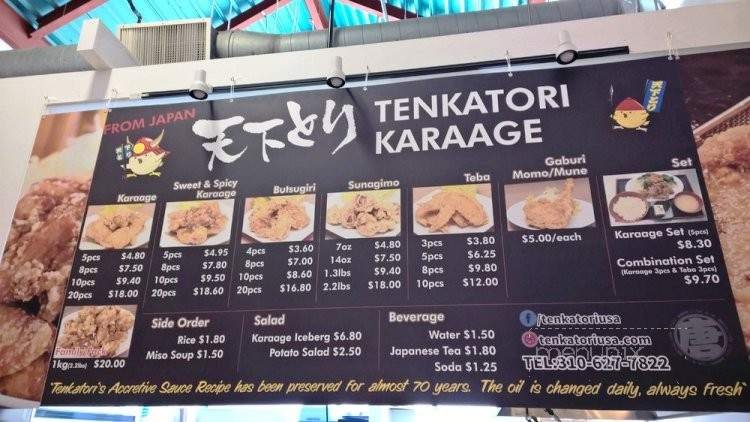 FROM JAPAN
天下とり
TENKATORI
KARAAGE
Karaage
5pcs $4.80
8pcs $7.50
10pcs $9.40
20pcs $18.00
Sweet & Spicy
Karaage
5pcs $4.95
8pcs $7.80
10pcs $9.50
20pcs $18.60
Butsugiri
4pcs $3.60
8pcs $7.00
10pcs $8.60
20pcs $16.80
Sunagimo
7oz $4.80
14oz $7.50
1.3lbs $9.40
2.2lbs $18.00
Teba
3pcs $3.80
5pcs $6.25
8pcs $9.80
10pcs $12.00
Gaburi
Momo/Mune
$5.00/each
Set
Karaage Set (5pcs)
$8.30
Combination Set
(Karaage 3pcs & Teba 3pcs)
$9.70
Family Pack
1kg(2.2lbs) $20.00
Side Order
Rice $1.80
Miso Soup $1.50
Salad
Karaage Iceberg $6.80
Potato Salad $2.50
Beverage
Water $1.50
Japanese Tea $1.80
Soda $1.25
f /tenkatoriusa
tenkatoriusa.com
menupix
TEL:310-627-7822
唐
"Tenkatori's Accretive Sauce Recipe has been preserved for almost 70 years. The oil is changed daily, always fresh"